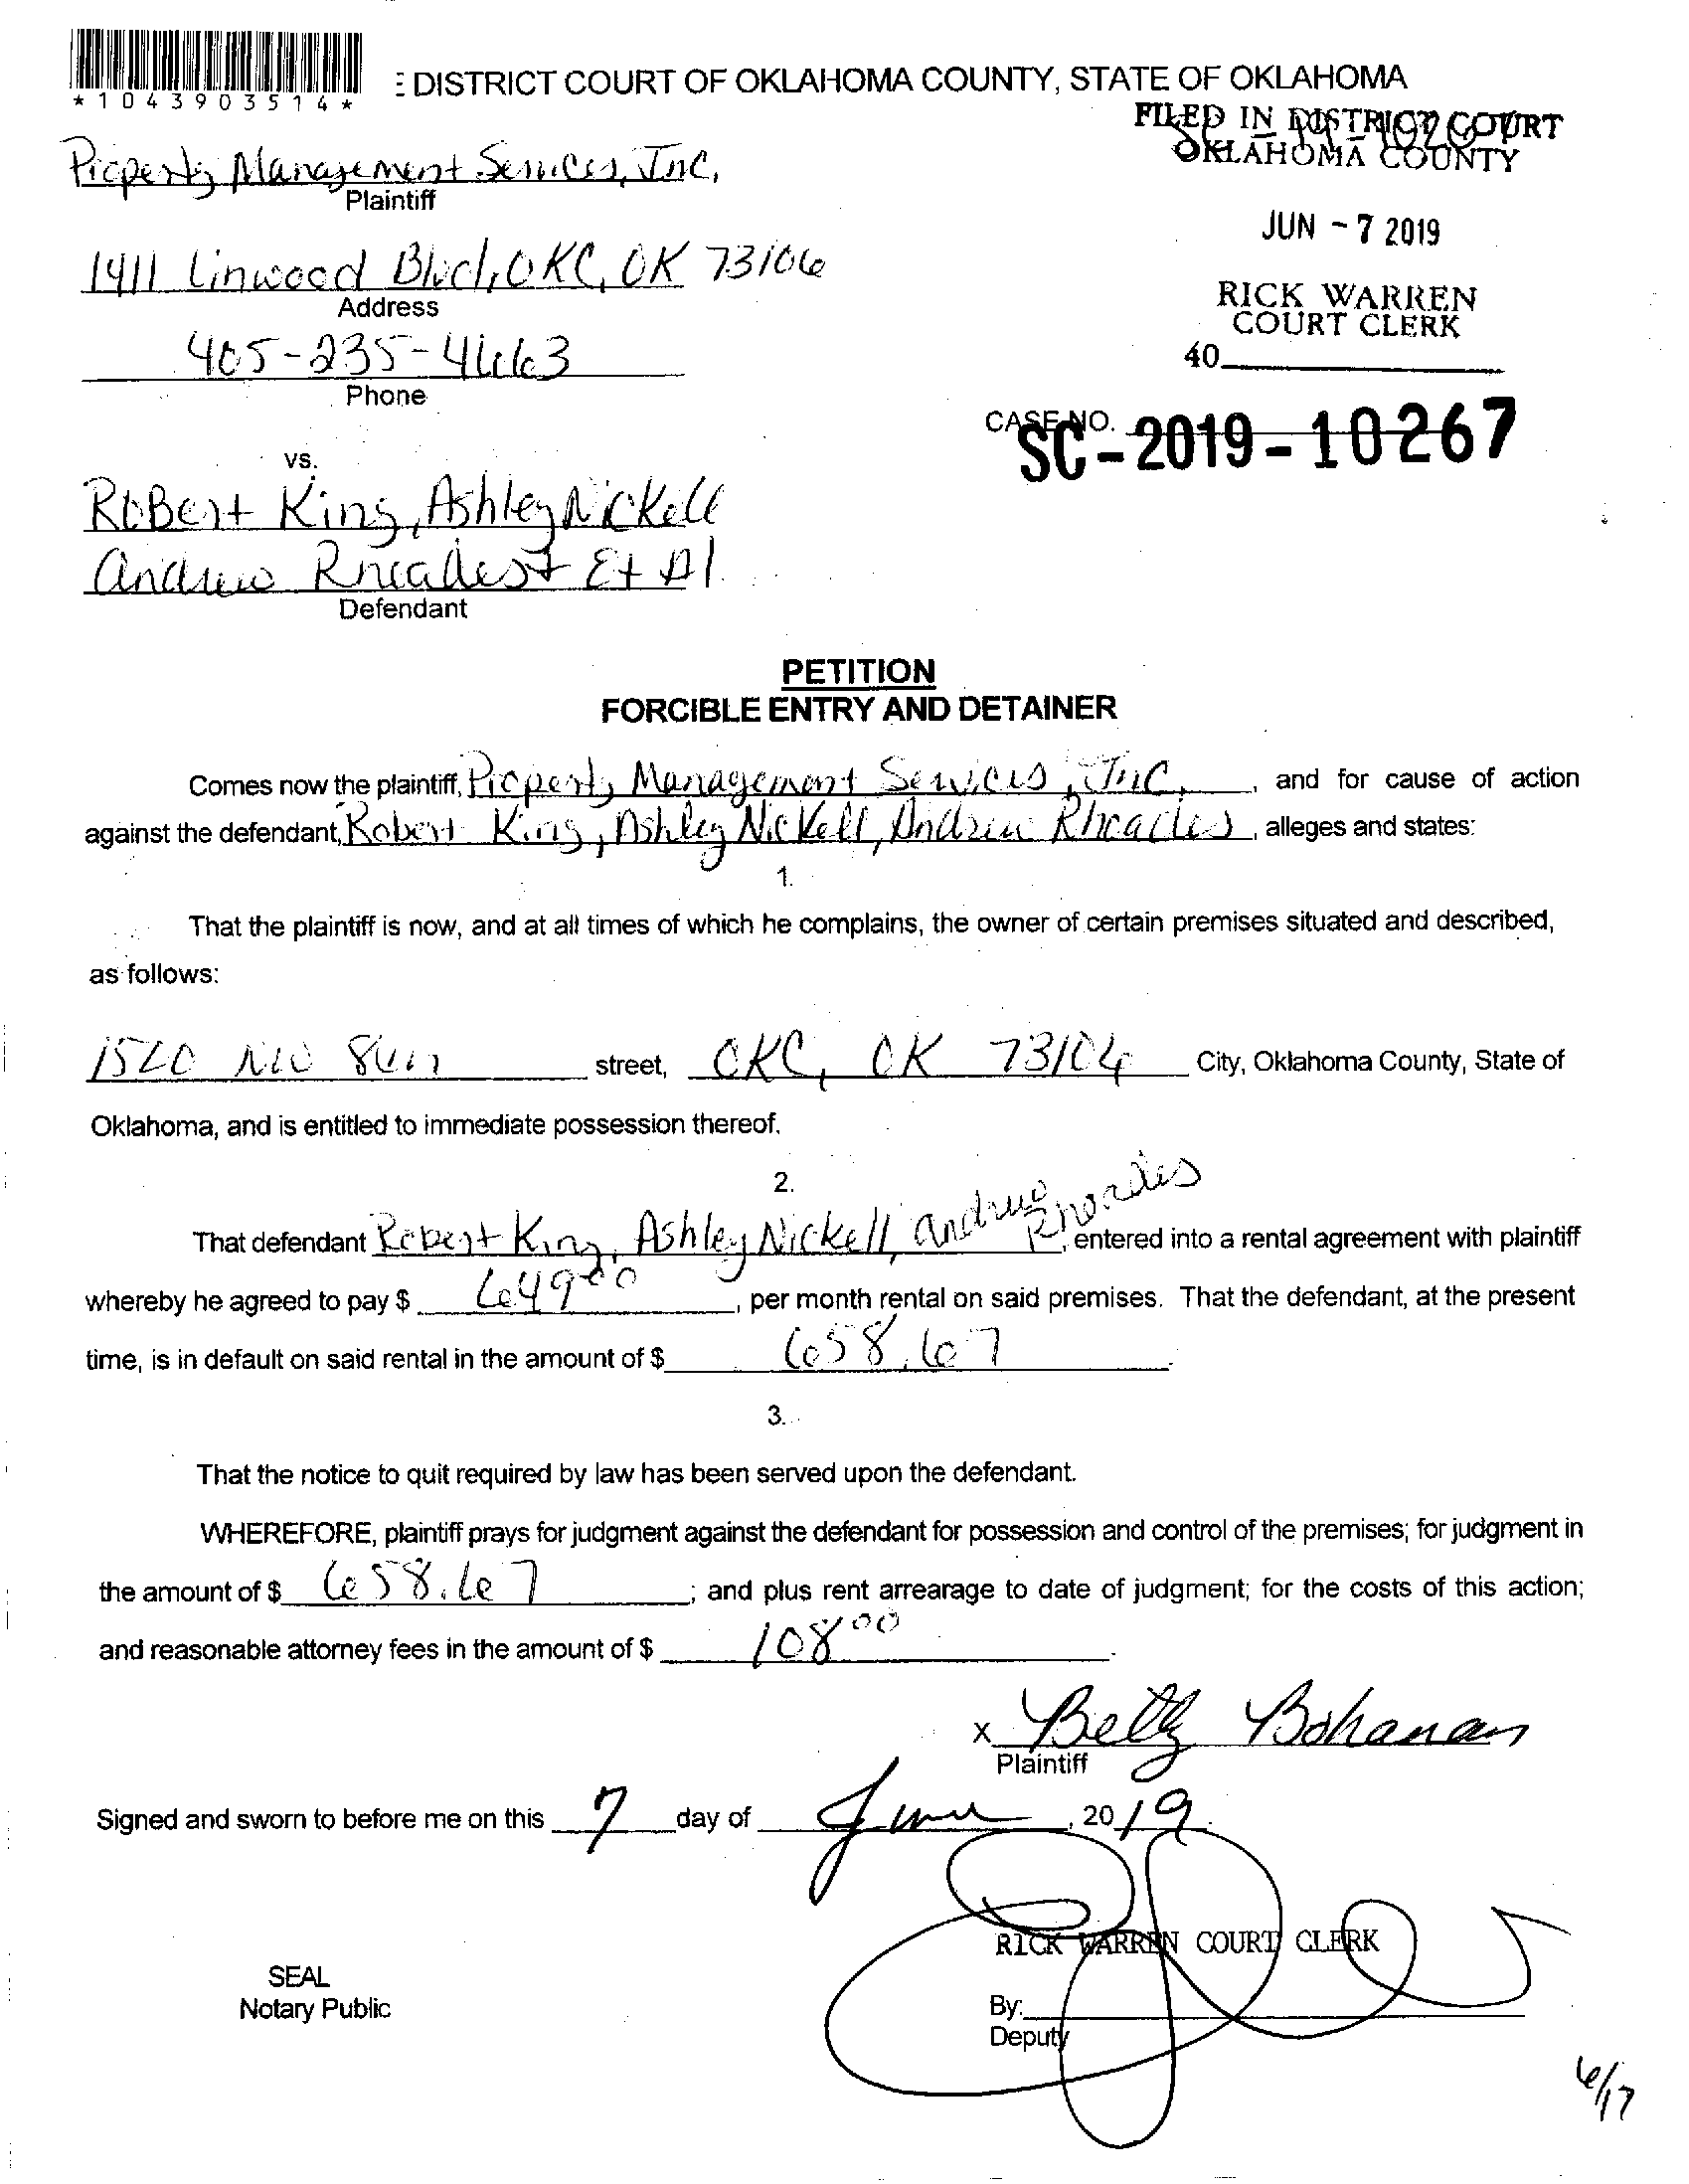 *1043903514*
DISTRICT COURT OF OKLAHOMA COUNTY, STATE OF OKLAHOMA
FILED IN DISTRICT COURT
OKLAHOMA COUNTY
Property Management Services, Inc.
Plaintiff
JUN - 7 2019
1411 Linwood Blvd, OKC, OK 73106
Address
RICK WARREN
COURT CLERK
405-235-4663
40
Phone
CASE NO. SC-2019-10267
vs.
Robert King, Ashley Nickell
Andrew Rhoades + Et Al.
Defendant
PETITION
FORCIBLE ENTRY AND DETAINER
Comes now the plaintiff, Property Management Services, Inc., and for cause of action
against the defendant, Robert King, Ashley Nickell, Andrew Rhoades, alleges and states:
1.
That the plaintiff is now, and at all times of which he complains, the owner of certain premises situated and described,
as follows:
1520 NW 8th street, OKC, OK 73106 City, Oklahoma County, State of
Oklahoma, and is entitled to immediate possession thereof.
2.
That defendant Robert King, Ashley Nickell, Andrew Rhoades, entered into a rental agreement with plaintiff
whereby he agreed to pay $ 649 00, per month rental on said premises. That the defendant, at the present
time, is in default on said rental in the amount of $ 658.67.
3.
That the notice to quit required by law has been served upon the defendant.
WHEREFORE, plaintiff prays for judgment against the defendant for possession and control of the premises; for judgment in
the amount of $ 658.67; and plus rent arrearage to date of judgment; for the costs of this action;
and reasonable attorney fees in the amount of $ 108 00.
X Betty Bohanan
Plaintiff
Signed and sworn to before me on this 7 day of June, 2019.
RICK WARREN COURT CLERK
SEAL
Notary Public
By:
Deputy
6/17